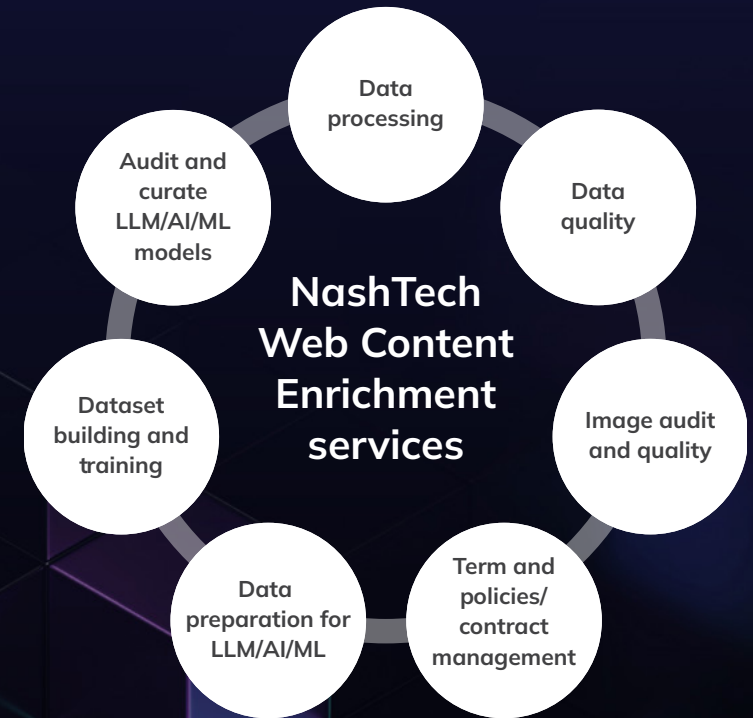 Data
processing
Data
quality
Image audit
and quality
Term and
policies/
contract
management
Data
preparation for
LLM/AI/ML
Dataset
building and
training
Audit and
curate
LLM/AI/ML
models
NashTech
Web Content
Enrichment
services